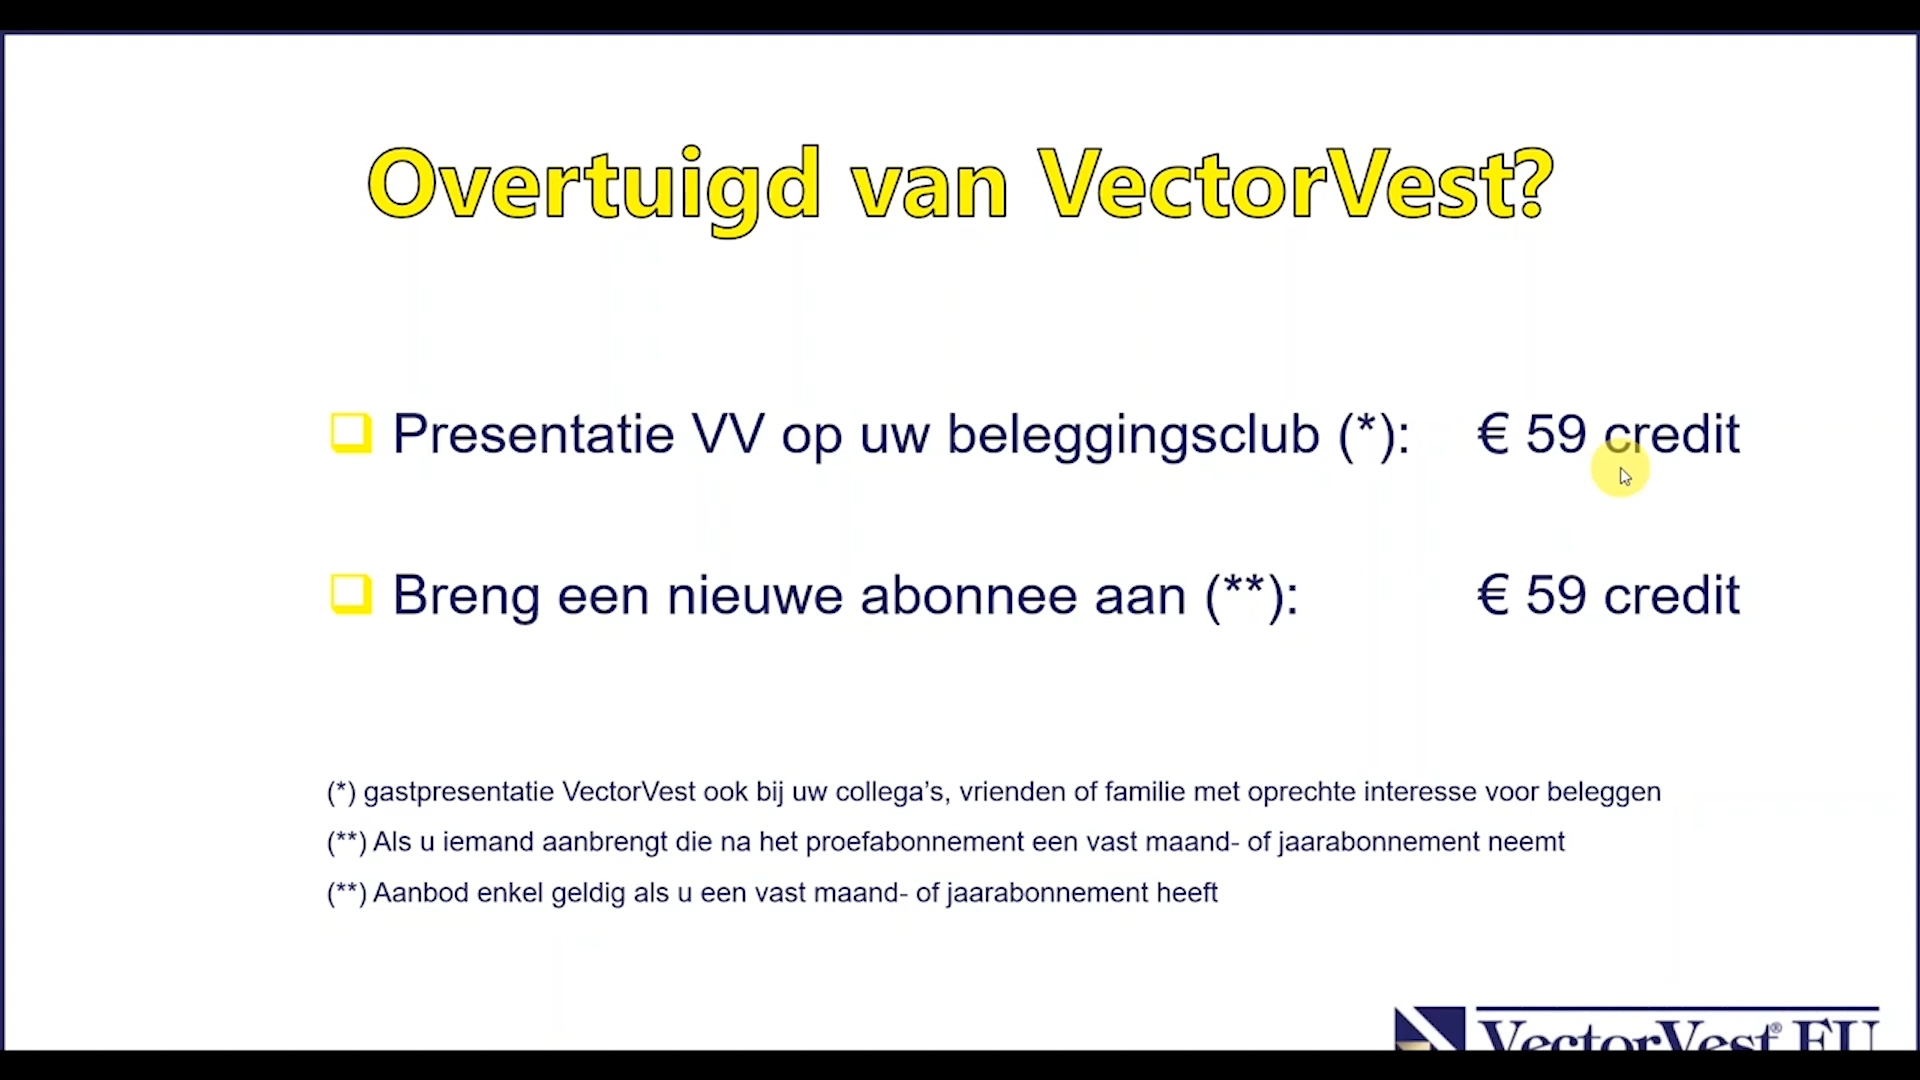 Overtuigd van VectorVest?
Presentatie VV op uw beleggingsclub (*): € 59 credit
Breng een nieuwe abonnee aan (**): € 59 credit
(*) gastpresentatie VectorVest ook bij uw collega’s, vrienden of familie met oprechte interesse voor beleggen
(**) Als u iemand aanbrengt die na het proefabonnement een vast maand- of jaarabonnement neemt
(**) Aanbod enkel geldig als u een vast maand- of jaarabonnement heeft
VectorVest® EU